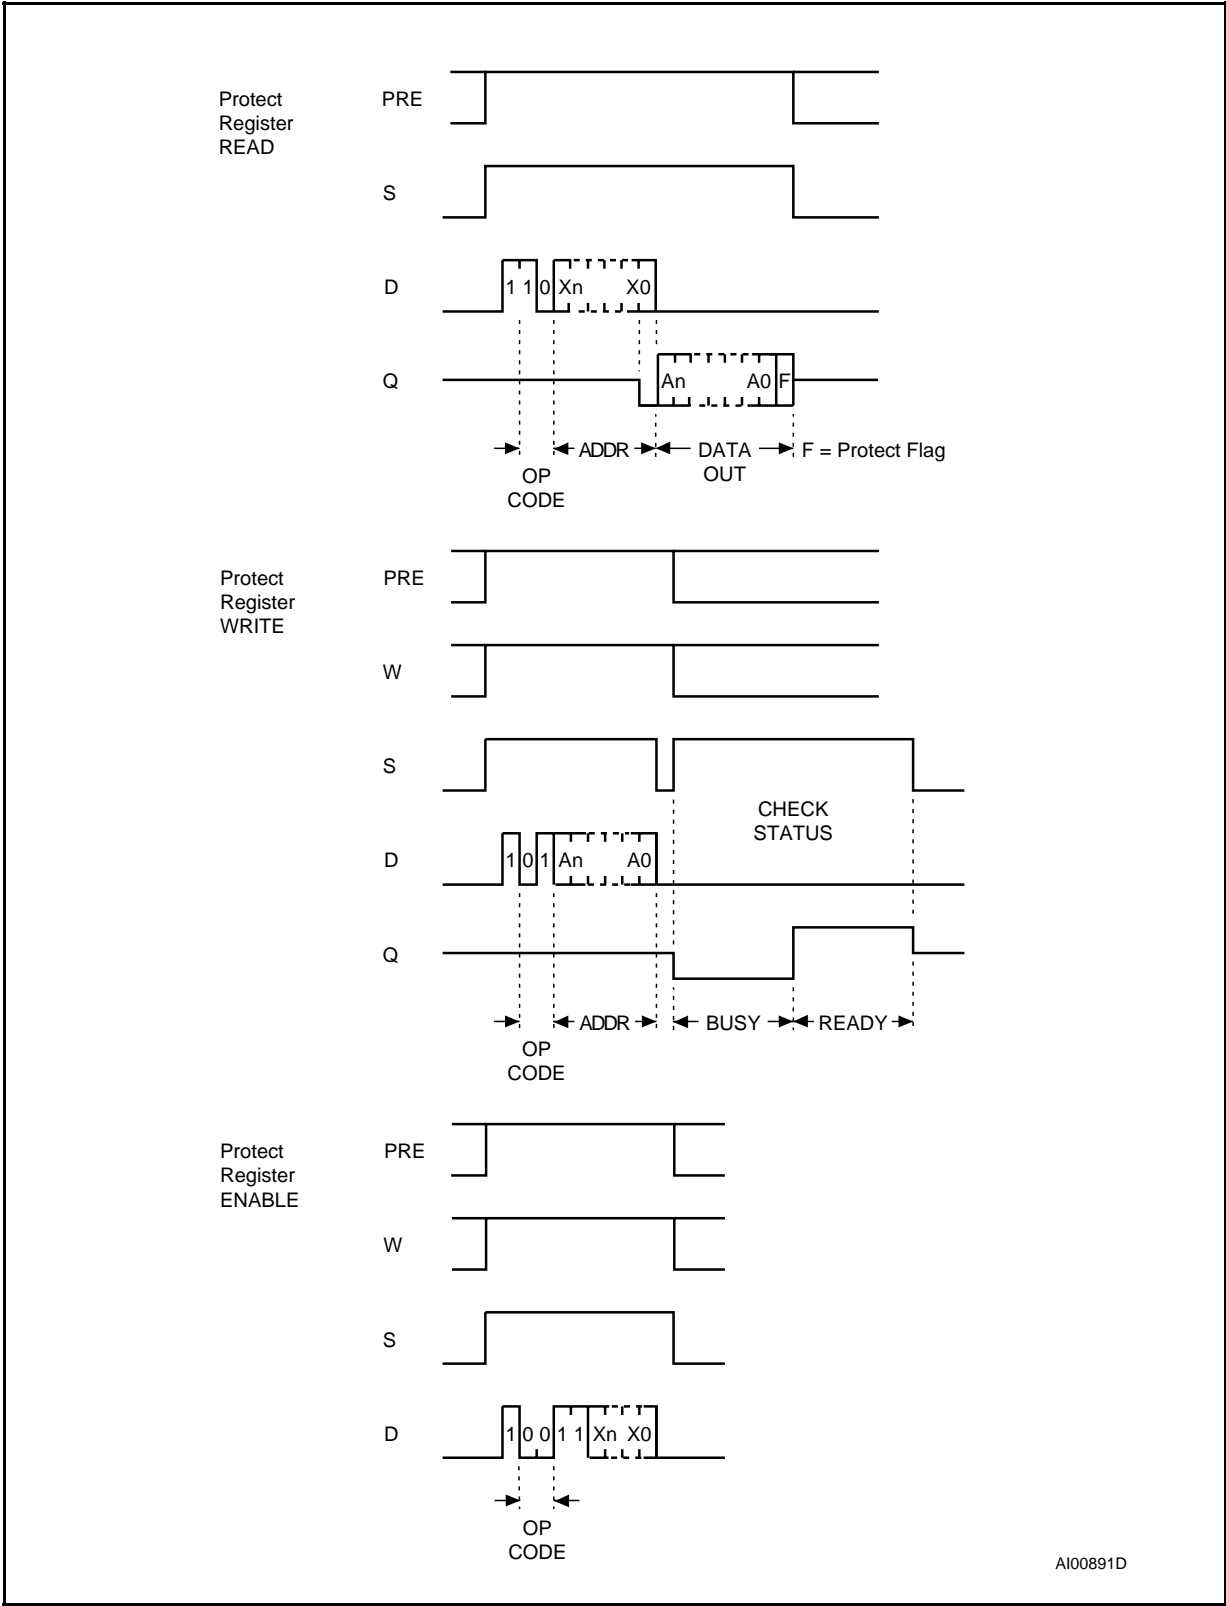 Protect
Register
READ
PRE
S
D
1 1 0 Xn X0
Q
An A0 F
ADDR DATA
OUT
F = Protect Flag
OP
CODE
Protect
Register
WRITE
PRE
W
S
CHECK
STATUS
D
1 0 1 An A0
Q
ADDR BUSY READY
OP
CODE
Protect
Register
ENABLE
PRE
W
S
D
1 0 0 1 1 Xn X0
OP
CODE
AI00891D